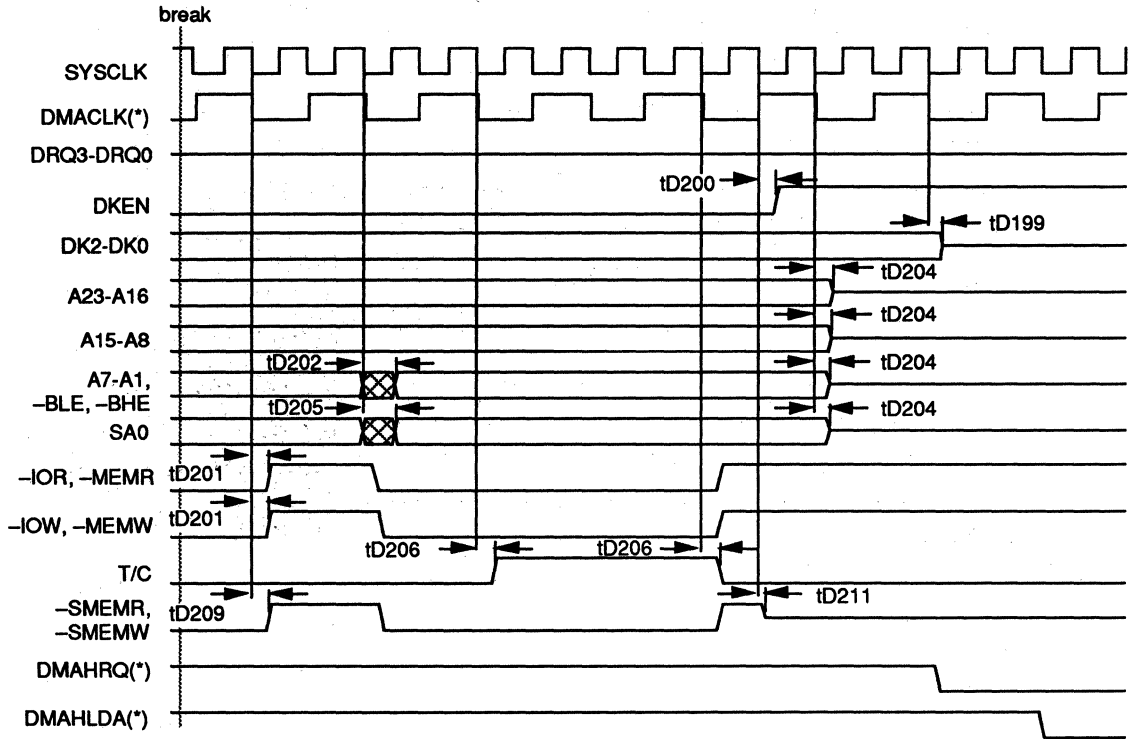 break
SYSCLK
DMACLK(*)
DRQ3-DRQ0
tD200
DKEN
tD199
DK2-DK0
tD204
A23-A16
tD204
A15-A8
tD202
tD204
A7-A1,
–BLE, –BHE
tD205
tD204
SA0
–IOR, –MEMR
tD201
–IOW, –MEMW
tD201
tD206
tD206
T/C
tD211
–SMEMR,
tD209
–SMEMW
DMAHRQ(*)
DMAHLDA(*)